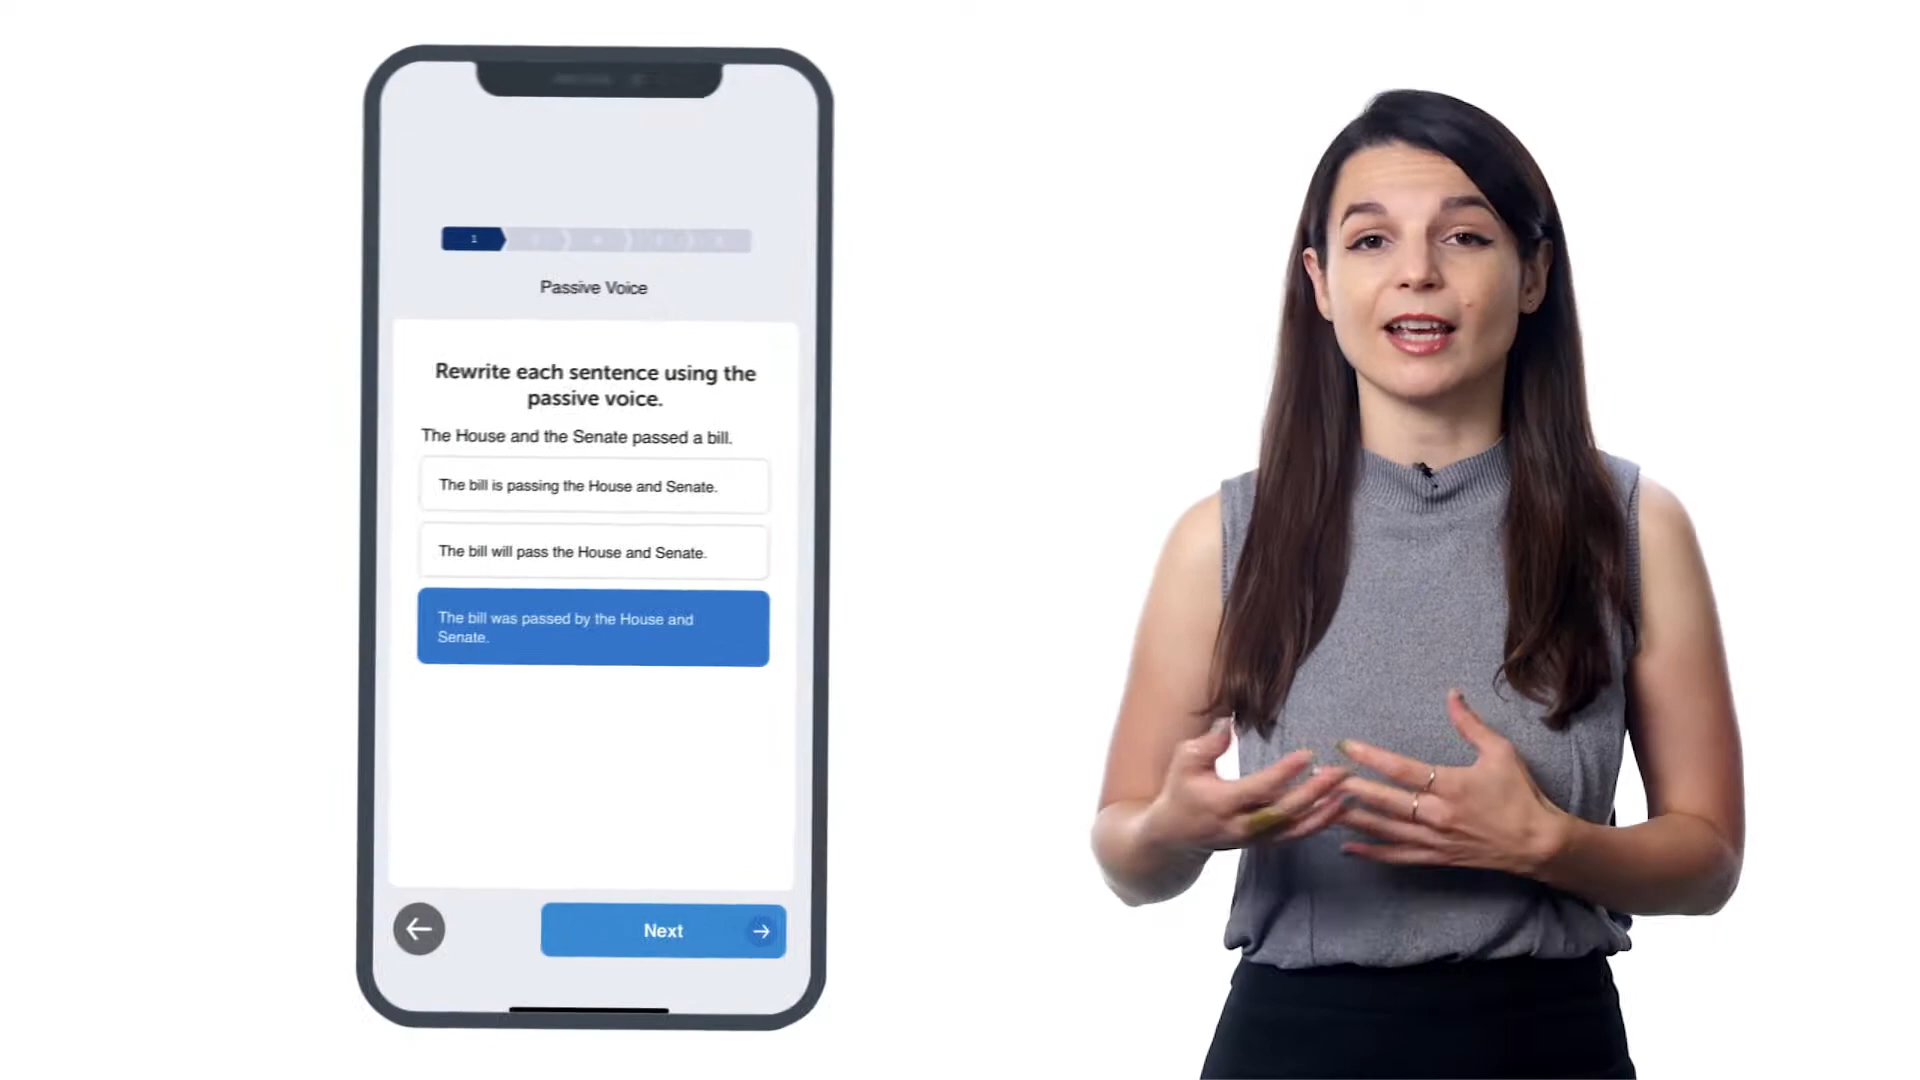 1
Passive Voice
Rewrite each sentence using the
passive voice.
The House and the Senate passed a bill.
The bill is passing the House and Senate.
The bill will pass the House and Senate.
The bill was passed by the House and
Senate.
Next